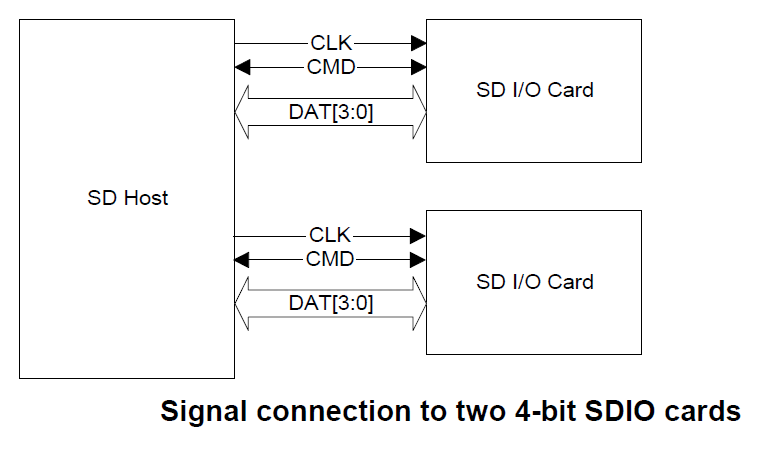 CLK
CMD
SD I/O Card
DAT[3:0]
SD Host
CLK
CMD
SD I/O Card
DAT[3:0]
Signal connection to two 4-bit SDIO cards